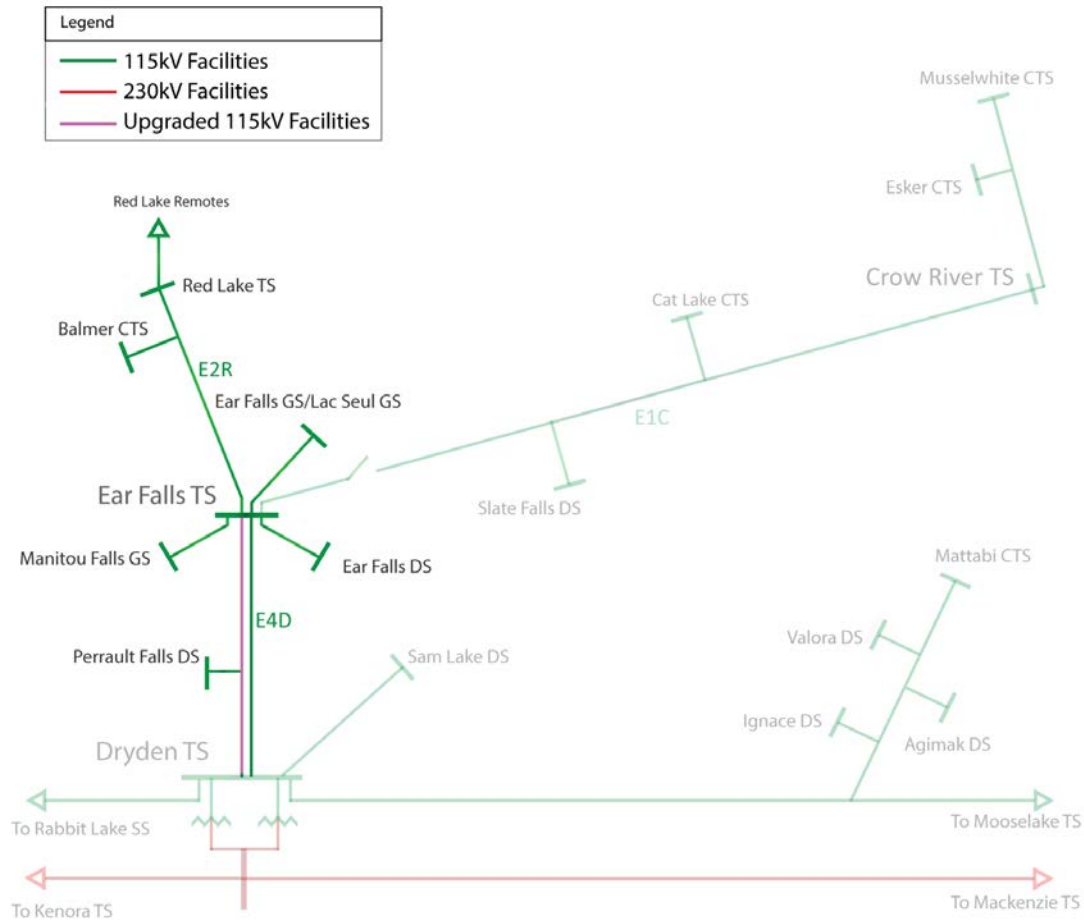 Legend
115kV Facilities
230kV Facilities
Upgraded 115kV Facilities
Musselwhite CTS
Esker CTS
Red Lake Remotes
Crow River TS
Red Lake TS
Cat Lake CTS
Balmer CTS
E2R
Ear Falls GS/Lac Seul GS
E1C
Ear Falls TS
Slate Falls DS
Manitou Falls GS
Ear Falls DS
Mattabi CTS
E4D
Valora DS
Perrault Falls DS
Sam Lake DS
Ignace DS
Agimak DS
Dryden TS
To Rabbit Lake SS
To Mooselake TS
To Kenora TS
To Mackenzie TS